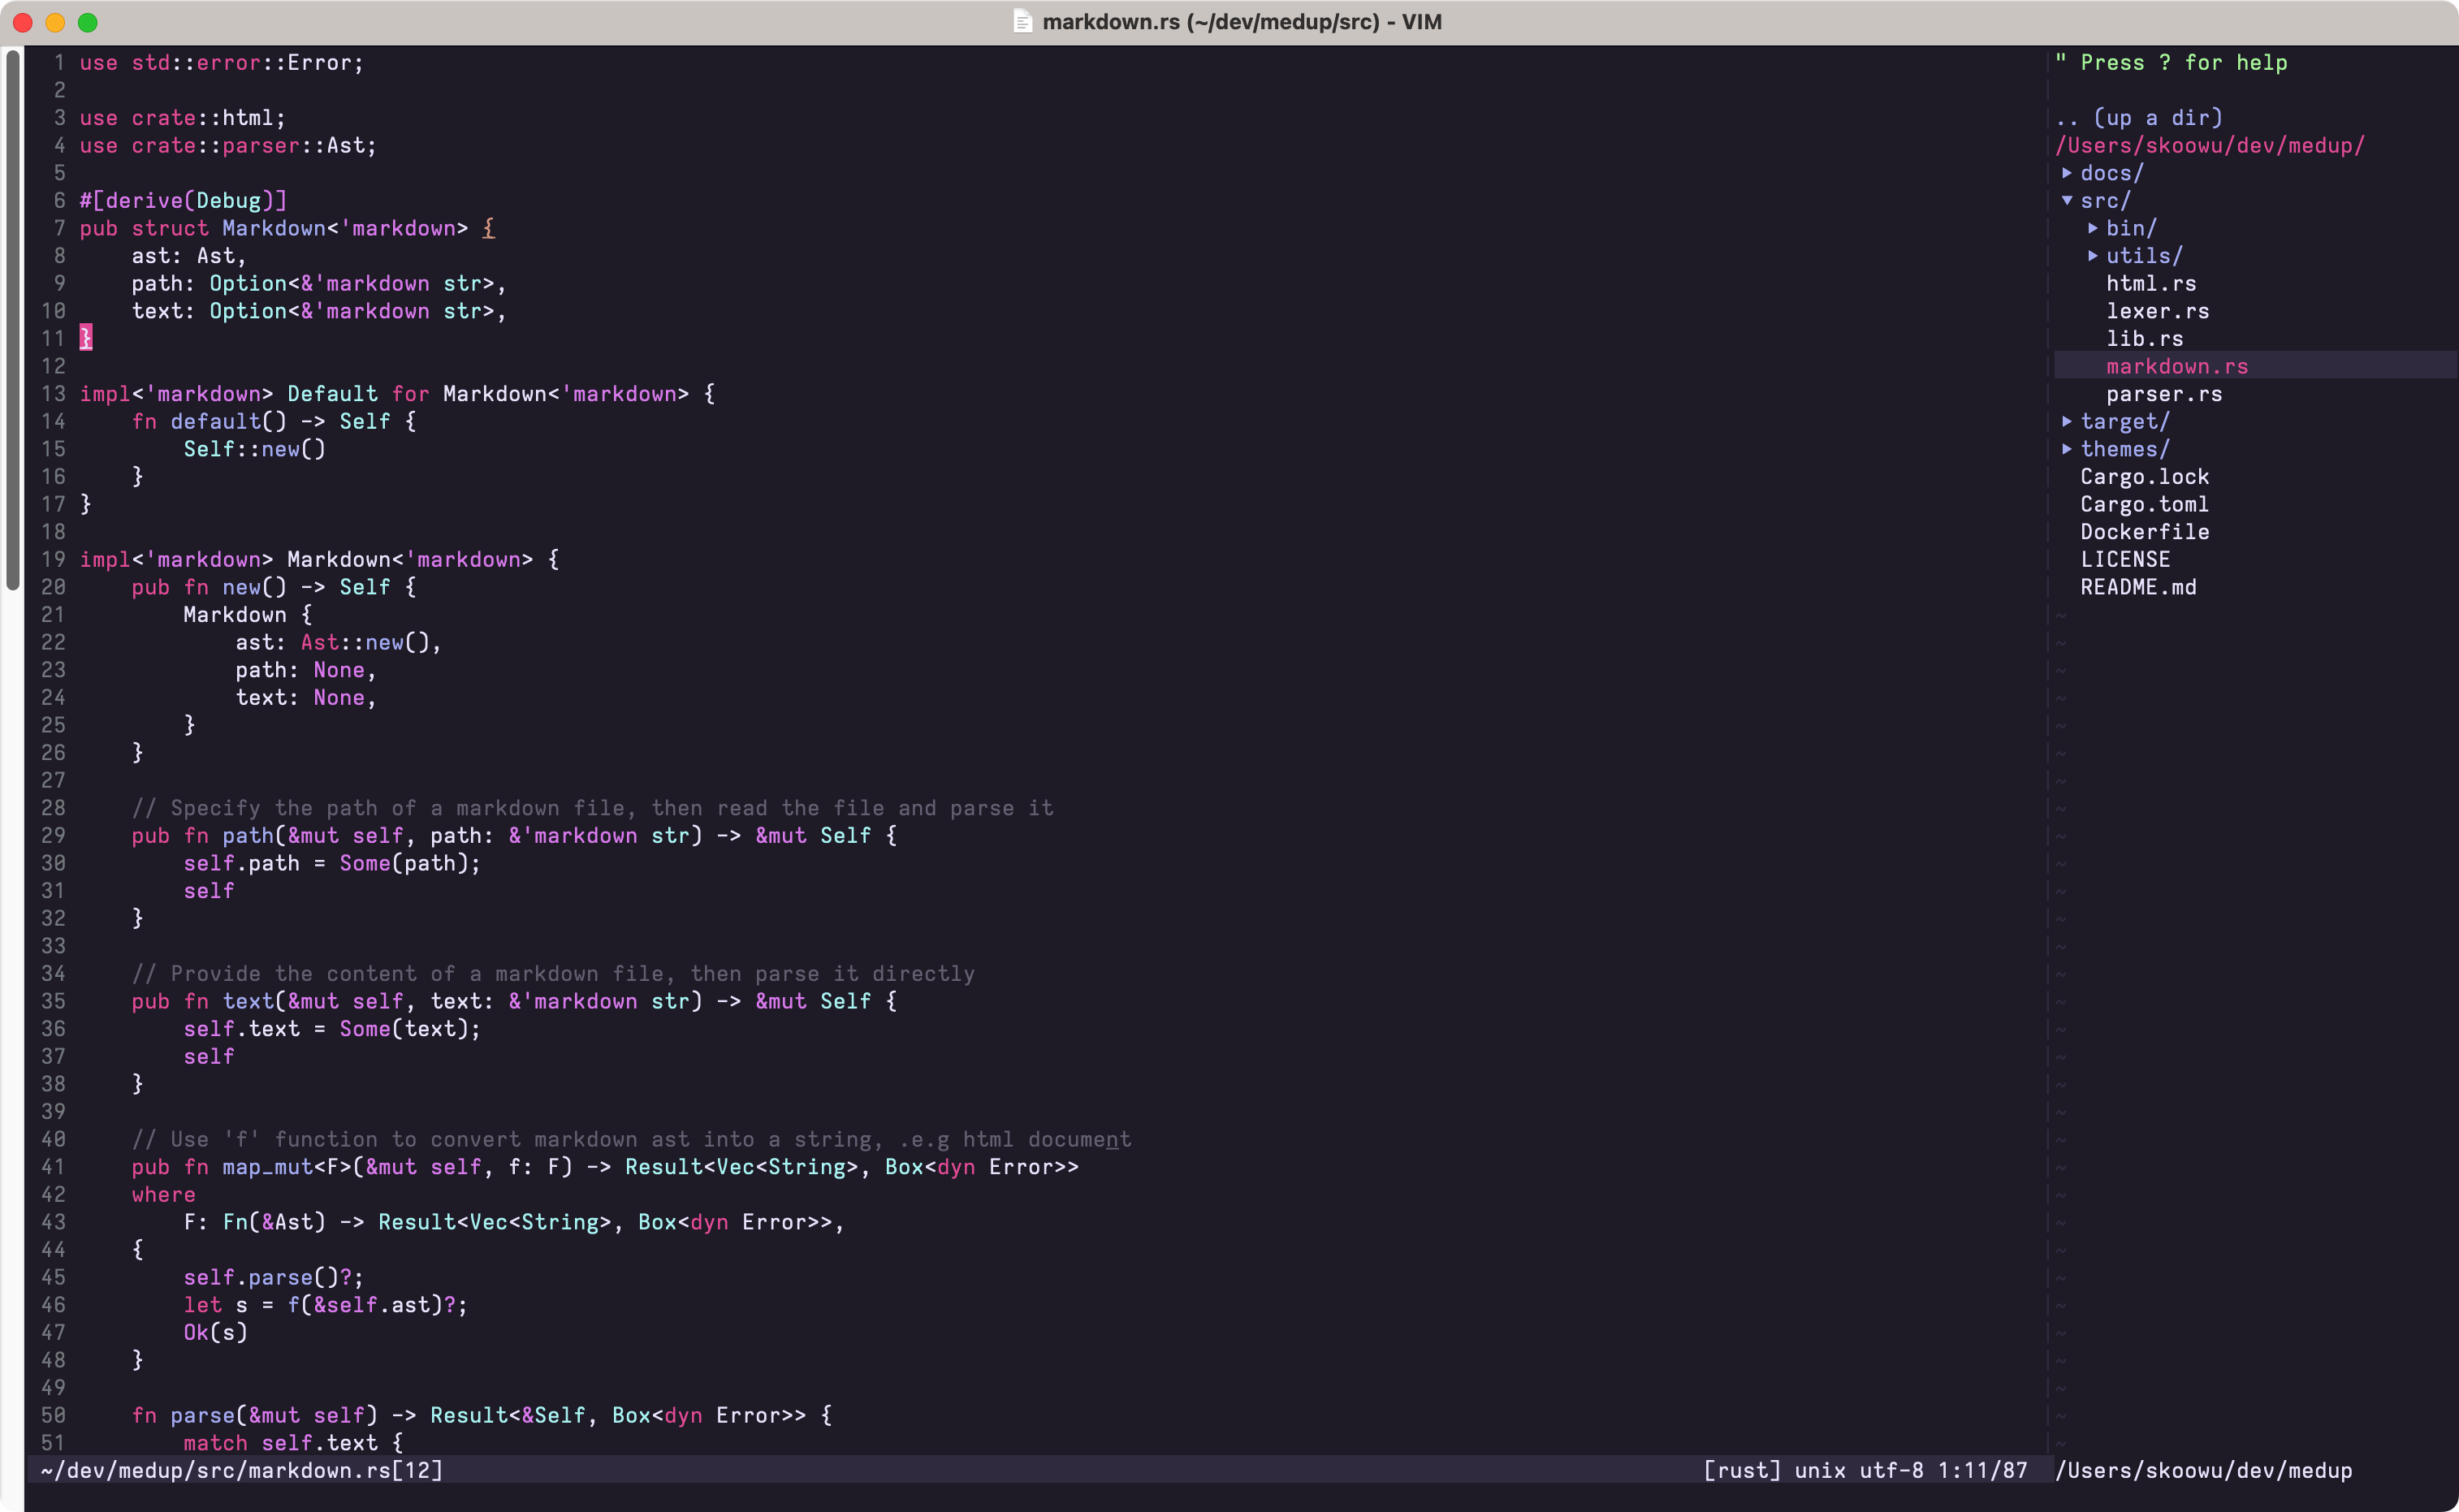 markdown.rs (~/dev/medup/src) - VIM
1 use std::error::Error;
2
3 use crate::html;
4 use crate::parser::Ast;
5
6 #[derive(Debug)]
7 pub struct Markdown<'markdown> {
8     ast: Ast,
9     path: Option<&'markdown str>,
10     text: Option<&'markdown str>,
11 }
12
13 impl<'markdown> Default for Markdown<'markdown> {
14     fn default() -> Self {
15         Self::new()
16     }
17 }
18
19 impl<'markdown> Markdown<'markdown> {
20     pub fn new() -> Self {
21         Markdown {
22             ast: Ast::new(),
23             path: None,
24             text: None,
25         }
26     }
27
28     // Specify the path of a markdown file, then read the file and parse it
29     pub fn path(&mut self, path: &'markdown str) -> &mut Self {
30         self.path = Some(path);
31         self
32     }
33
34     // Provide the content of a markdown file, then parse it directly
35     pub fn text(&mut self, text: &'markdown str) -> &mut Self {
36         self.text = Some(text);
37         self
38     }
39
40     // Use 'f' function to convert markdown ast into a string, .e.g html document
41     pub fn map_mut<F>(&mut self, f: F) -> Result<Vec<String>, Box<dyn Error>>
42     where
43         F: Fn(&Ast) -> Result<Vec<String>, Box<dyn Error>>,
44     {
45         self.parse()?;
46         let s = f(&self.ast)?;
47         Ok(s)
48     }
49
50     fn parse(&mut self) -> Result<&Self, Box<dyn Error>> {
51         match self.text {
~/dev/medup/src/markdown.rs[12]
[rust] unix utf-8 1:11/87
" Press ? for help
.. (up a dir)
/Users/skoowu/dev/medup/
▸ docs/
▾ src/
▸ bin/
▸ utils/
html.rs
lexer.rs
lib.rs
markdown.rs
parser.rs
▸ target/
▸ themes/
Cargo.lock
Cargo.toml
Dockerfile
LICENSE
README.md
/Users/skoowu/dev/medup